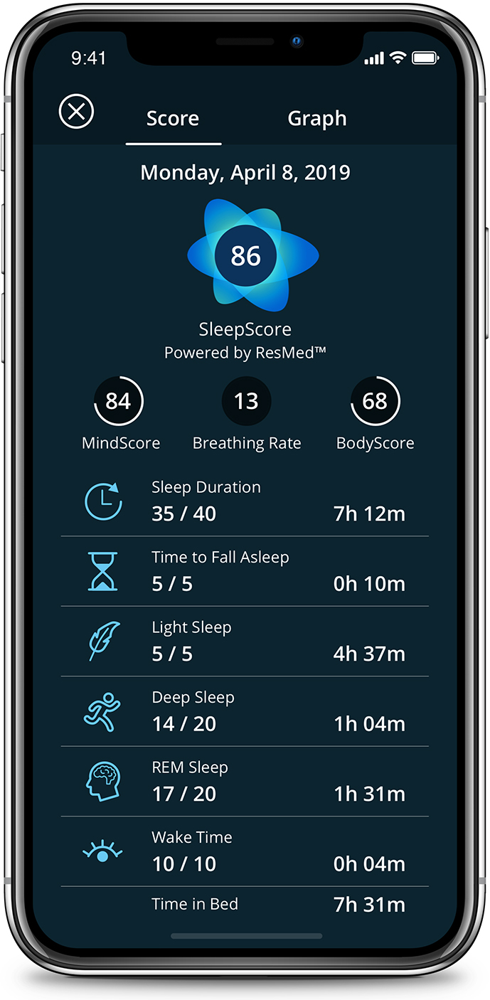 9:41
Score Graph
Monday, April 8, 2019
86
SleepScore
Powered by ResMed™
84 13 68
MindScore Breathing Rate BodyScore
Sleep Duration
35 / 40 7h 12m
Time to Fall Asleep
5 / 5 0h 10m
Light Sleep
5 / 5 4h 37m
Deep Sleep
14 / 20 1h 04m
REM Sleep
17 / 20 1h 31m
Wake Time
10 / 10 0h 04m
Time in Bed 7h 31m